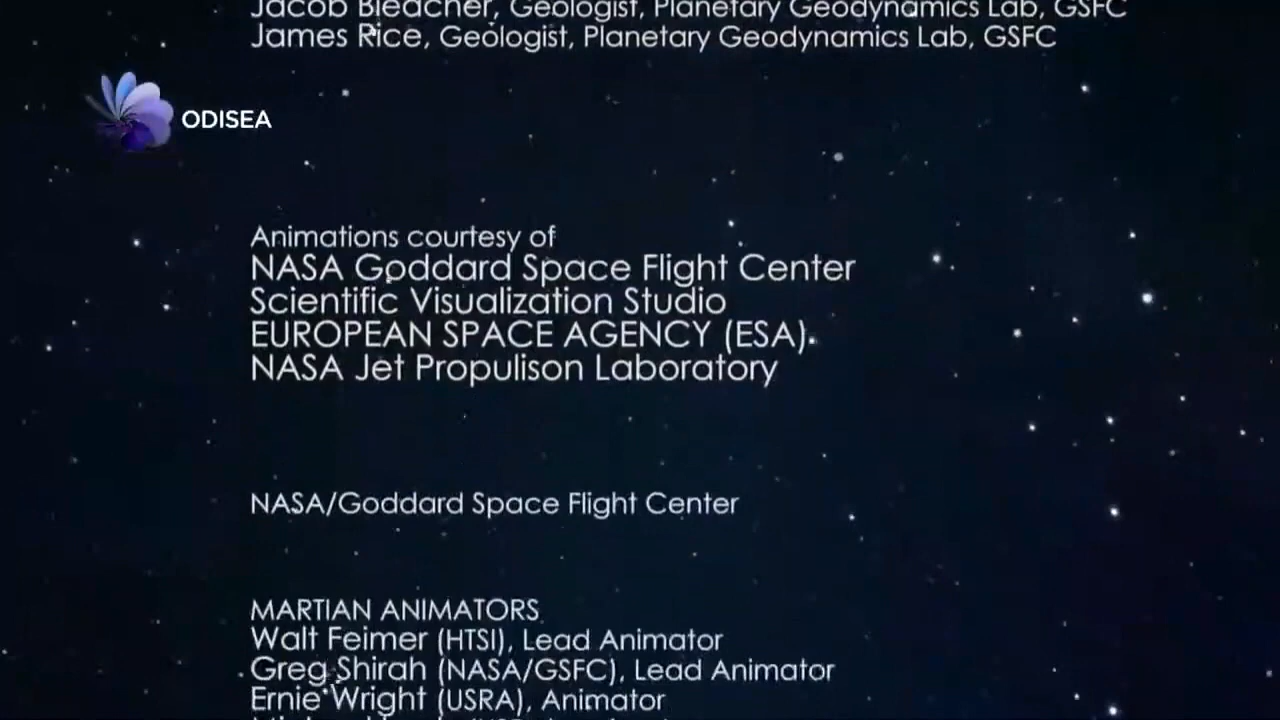 Jacob Bleacher, Geologist, Planetary Geodynamics Lab, GSFC
James Rice, Geologist, Planetary Geodynamics Lab, GSFC
ODISEA
Animations courtesy of
NASA Goddard Space Flight Center
Scientific Visualization Studio
EUROPEAN SPACE AGENCY (ESA)
NASA Jet Propulison Laboratory
NASA/Goddard Space Flight Center
MARTIAN ANIMATORS
Walt Feimer (HTSI), Lead Animator
Greg Shirah (NASA/GSFC), Lead Animator
Ernie Wright (USRA), Animator